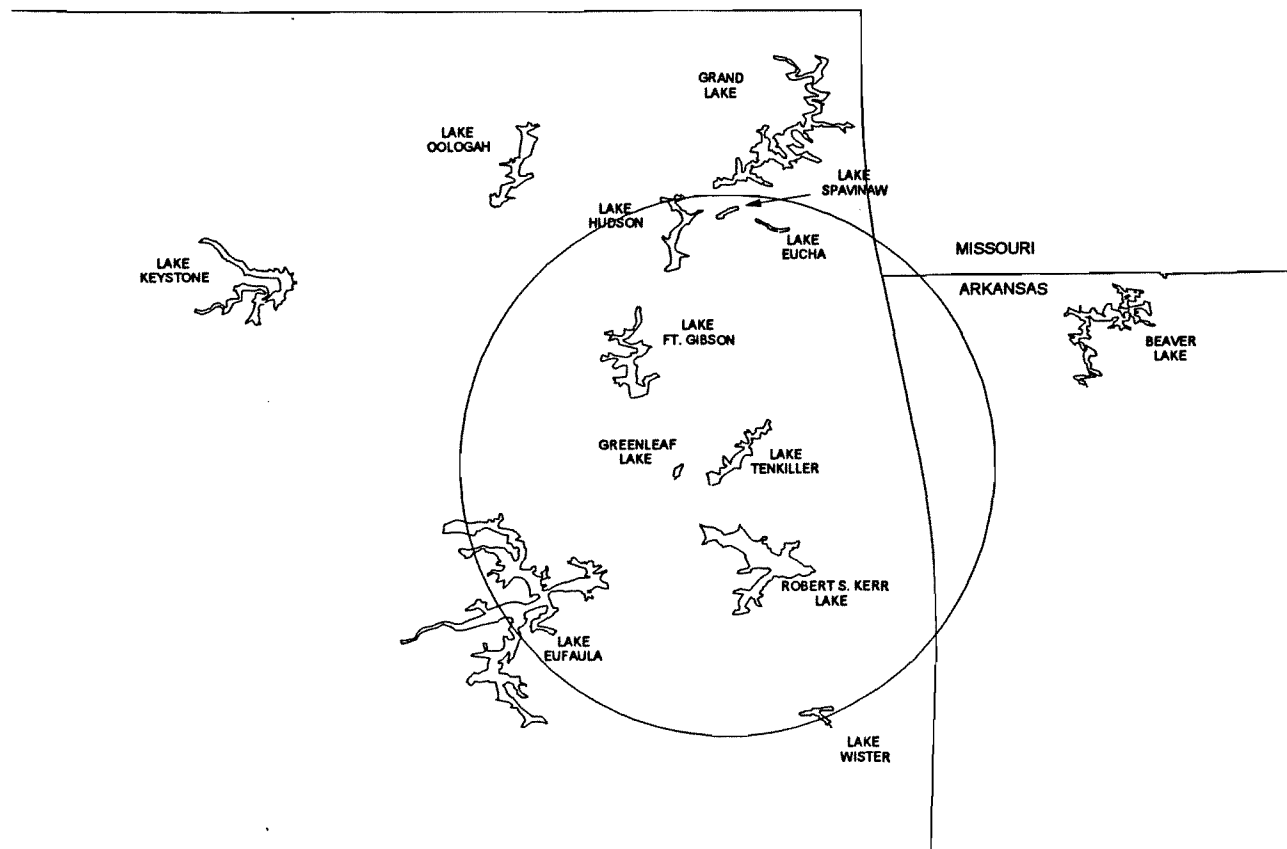 GRAND
LAKE
LAKE
OOLOGAH
LAKE
SPAVINAW
LAKE
HUDSON
LAKE
EUCHA
MISSOURI
LAKE
KEYSTONE
ARKANSAS
LAKE
FT. GIBSON
BEAVER
LAKE
GREENLEAF
LAKE
LAKE
TENKILLER
ROBERT S. KERR
LAKE
LAKE
EUFAULA
LAKE
WISTER